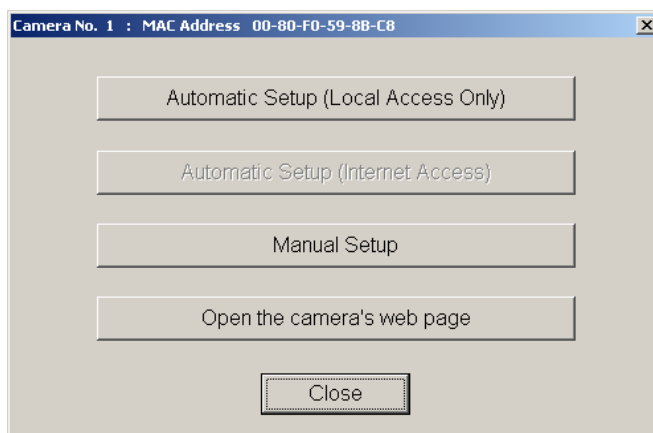 Camera No. 1 : MAC Address 00-80-F0-59-8B-C8
Automatic Setup (Local Access Only)
Automatic Setup (Internet Access)
Manual Setup
Open the camera's web page
Close